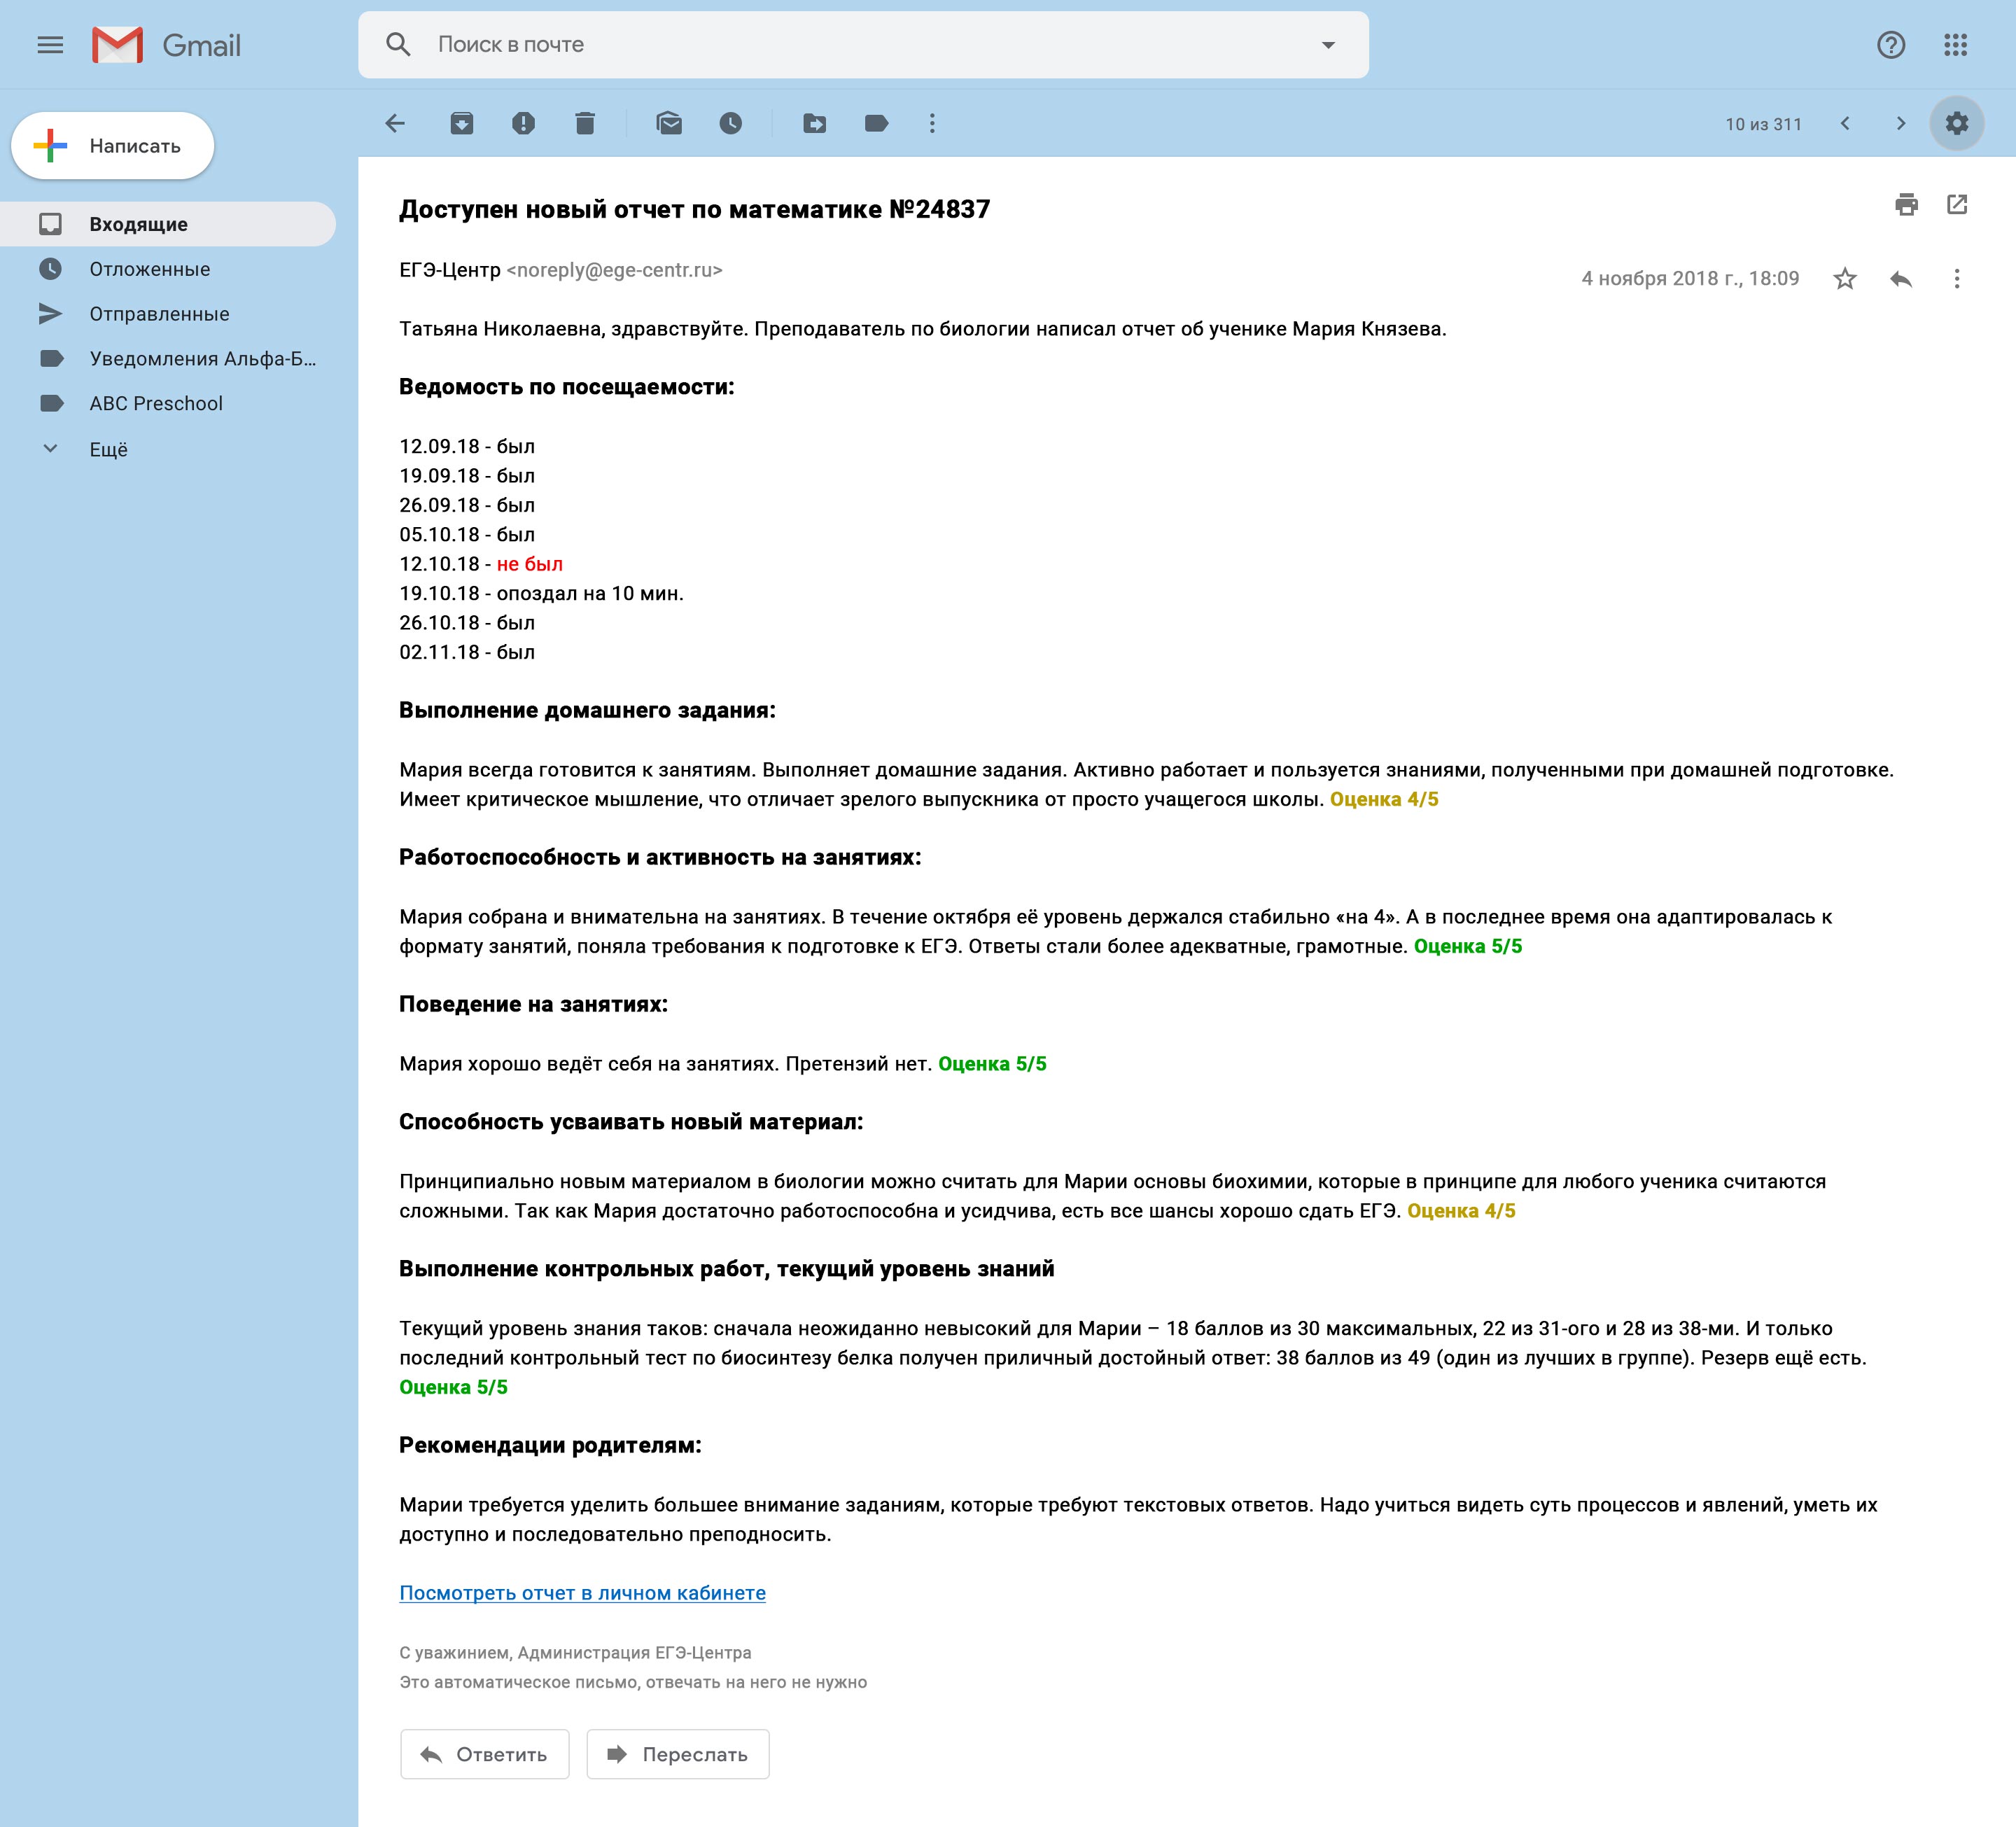 Gmail
Поиск в почте
Написать
10 из 311
Входящие
Отложенные
Отправленные
Уведомления Альфа-Б...
ABC Preschool
Ещё
Доступен новый отчет по математике №24837
ЕГЭ-Центр <noreply@ege-centr.ru>
4 ноября 2018 г., 18:09
Татьяна Николаевна, здравствуйте. Преподаватель по биологии написал отчет об ученике Мария Князева.
Ведомость по посещаемости:
12.09.18 - был
19.09.18 - был
26.09.18 - был
05.10.18 - был
12.10.18 - не был
19.10.18 - опоздал на 10 мин.
26.10.18 - был
02.11.18 - был
Выполнение домашнего задания:
Мария всегда готовится к занятиям. Выполняет домашние задания. Активно работает и пользуется знаниями, полученными при домашней подготовке.
Имеет критическое мышление, что отличает зрелого выпускника от просто учащегося школы. Оценка 4/5
Работоспособность и активность на занятиях:
Мария собрана и внимательна на занятиях. В течение октября её уровень держался стабильно «на 4». А в последнее время она адаптировалась к
формату занятий, поняла требования к подготовке к ЕГЭ. Ответы стали более адекватные, грамотные. Оценка 5/5
Поведение на занятиях:
Мария хорошо ведёт себя на занятиях. Претензий нет. Оценка 5/5
Способность усваивать новый материал:
Принципиально новым материалом в биологии можно считать для Марии основы биохимии, которые в принципе для любого ученика считаются
сложными. Так как Мария достаточно работоспособна и усидчива, есть все шансы хорошо сдать ЕГЭ. Оценка 4/5
Выполнение контрольных работ, текущий уровень знаний
Текущий уровень знания таков: сначала неожиданно невысокий для Марии – 18 баллов из 30 максимальных, 22 из 31-ого и 28 из 38-ми. И только
последний контрольный тест по биосинтезу белка получен приличный достойный ответ: 38 баллов из 49 (один из лучших в группе). Резерв ещё есть.
Оценка 5/5
Рекомендации родителям:
Марии требуется уделить большее внимание заданиям, которые требуют текстовых ответов. Надо учиться видеть суть процессов и явлений, уметь их
доступно и последовательно преподносить.
Посмотреть отчет в личном кабинете
С уважинием, Администрация ЕГЭ-Центра
Это автоматическое письмо, отвечать на него не нужно
Ответить
Переслать